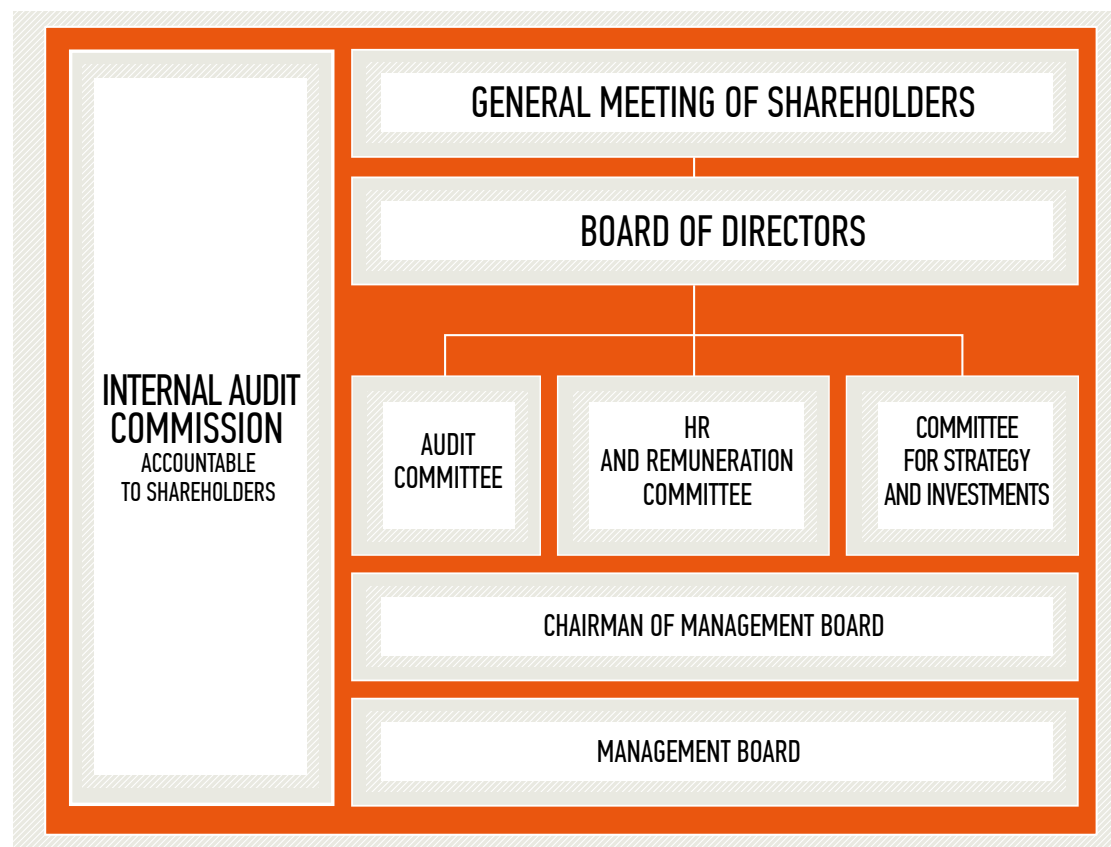 GENERAL MEETING OF SHAREHOLDERS
BOARD OF DIRECTORS
INTERNAL AUDIT
COMMISSION
ACCOUNTABLE
TO SHAREHOLDERS
AUDIT
COMMITTEE
HR
AND REMUNERATION
COMMITTEE
COMMITTEE
FOR STRATEGY
AND INVESTMENTS
CHAIRMAN OF MANAGEMENT BOARD
MANAGEMENT BOARD